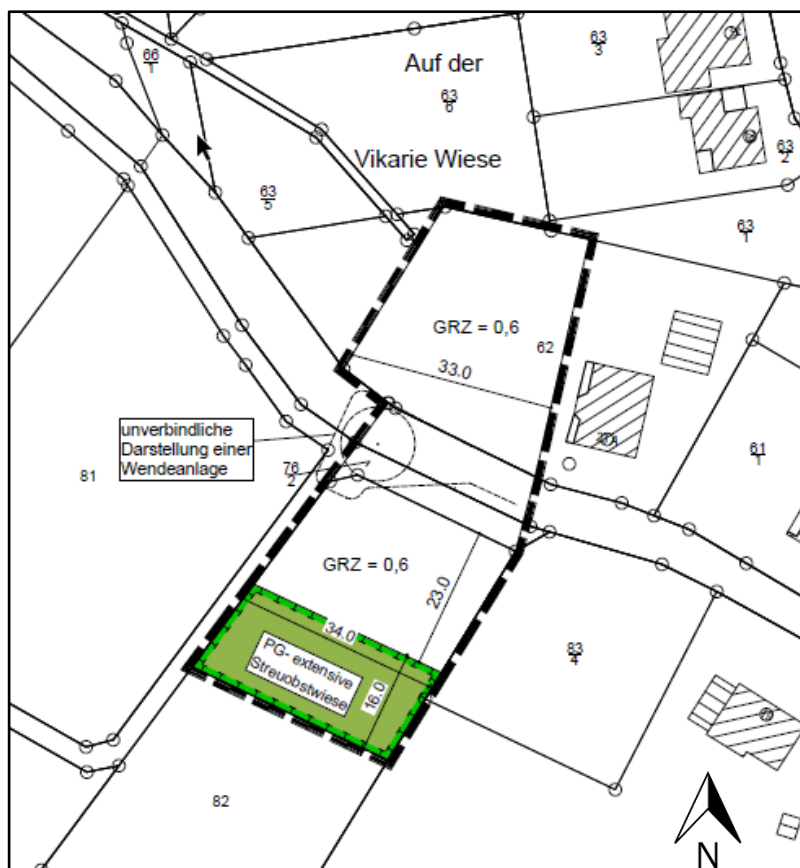 66
1
Auf der
63
3
63
6
63
2
Vikarie Wiese
63
5
63
1
GRZ = 0,6
62
33.0
unverbindliche
Darstellung einer
Wendeanlage
61
1
81
76
2
GRZ = 0,6
23.0
34.0
PG- extensive
Streuobstwiese
16.0
83
4
82
N